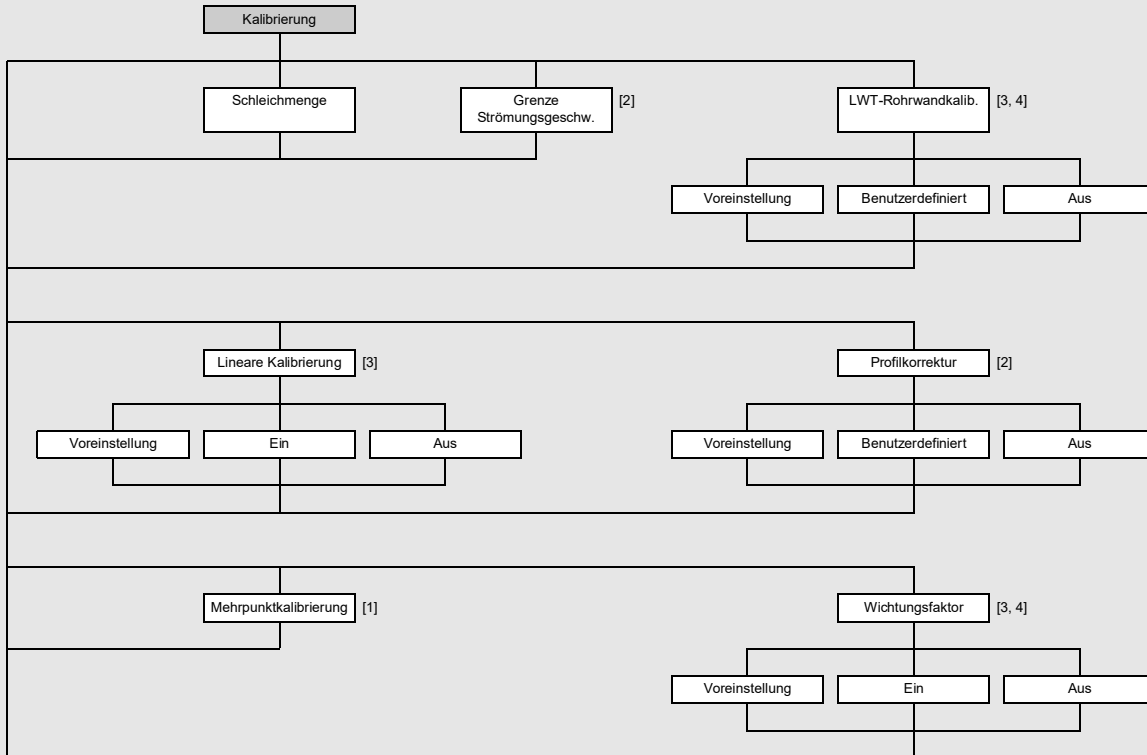 Kalibrierung
Schleichmenge
Grenze
Strömungsgeschw.
[2]
LWT-Rohrwandkalib.
[3, 4]
Voreinstellung
Benutzerdefiniert
Aus
Lineare Kalibrierung
[3]
Profilkorrektur
[2]
Voreinstellung
Ein
Aus
Voreinstellung
Benutzerdefiniert
Aus
Mehrpunktkalibrierung
[1]
Wichtungsfaktor
[3, 4]
Voreinstellung
Ein
Aus